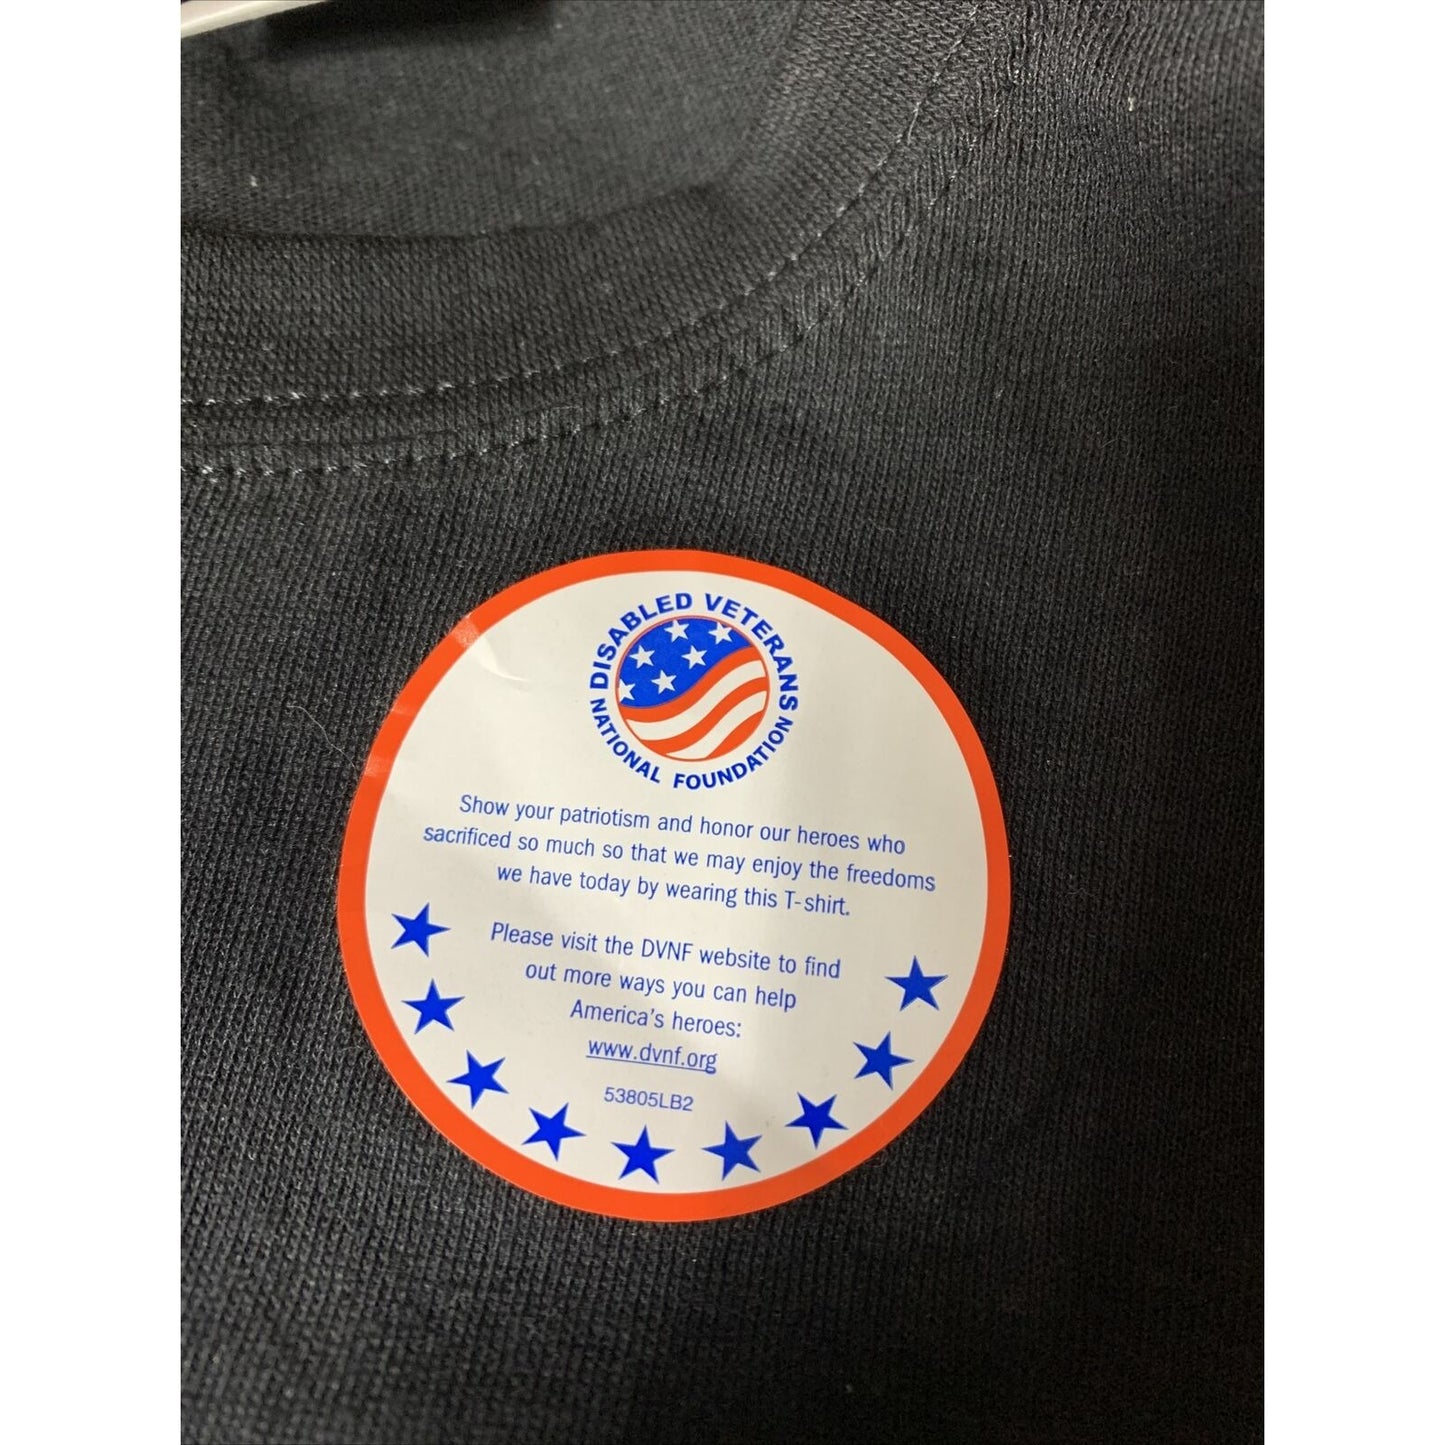 DISABLED VETERANS
NATIONAL FOUNDATION
Show your patriotism and honor our heroes who
sacrificed so much so that we may enjoy the freedoms
we have today by wearing this T-shirt.
Please visit the DVNF website to find
out more ways you can help
America's heroes:
www.dvnf.org
53805LB2